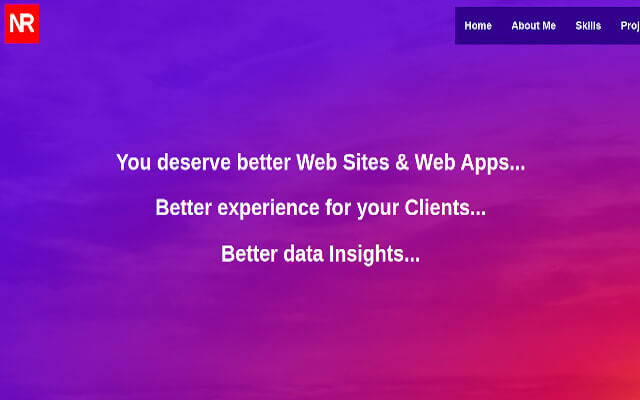 NR
Home About Me Skills Proj
You deserve better Web Sites & Web Apps...
Better experience for your Clients...
Better data Insights...